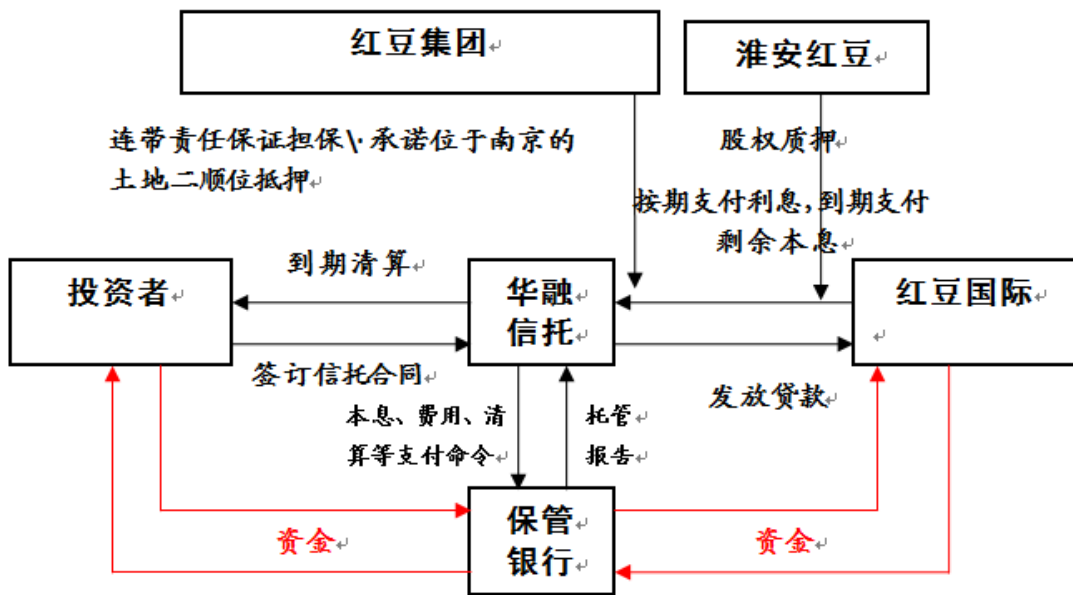 红豆集团
淮安红豆
连带责任保证担保\·承诺位于南京的
土地二顺位抵押
股权质押
按期支付利息,到期支付
剩余本息
到期清算
投资者
华融
信托
红豆国际
签订信托合同
发放贷款
本息、费用、清
算等支付命令
托管
报告
保管
银行
资金
资金